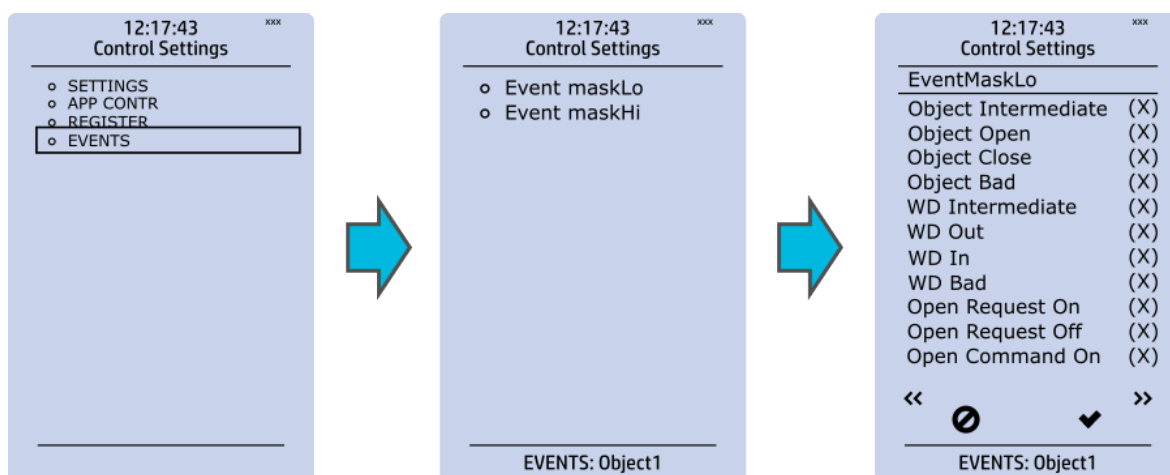 12:17:43 xxx
Control Settings
SETTINGS
APP CONTR
REGISTER
EVENTS
12:17:43 xxx
Control Settings
Event maskLo
Event maskHi
EVENTS: Object1
12:17:43 xxx
Control Settings
EventMaskLo
Object Intermediate (X)
Object Open (X)
Object Close (X)
Object Bad (X)
WD Intermediate (X)
WD Out (X)
WD In (X)
WD Bad (X)
Open Request On (X)
Open Request Off (X)
Open Command On (X)
<< >>
EVENTS: Object1